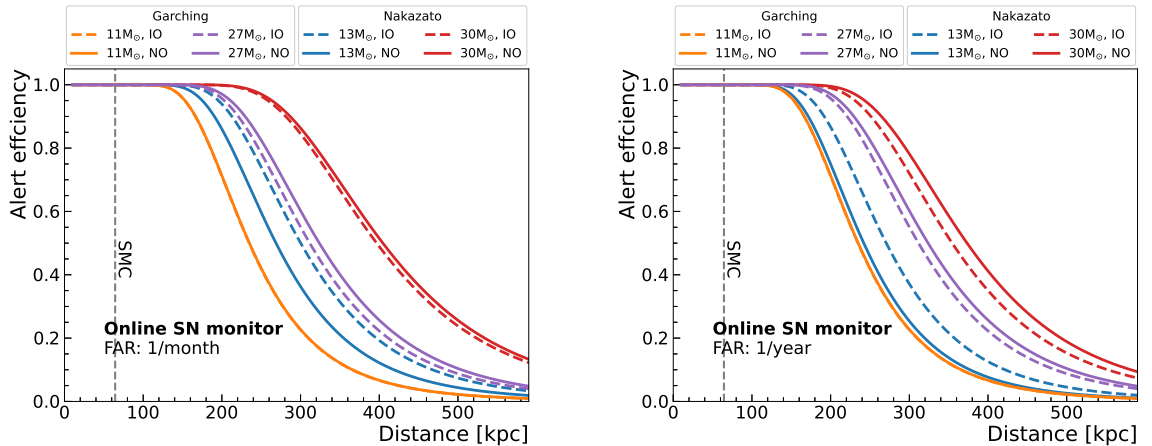 Garching Nakazato
11M☉, IO 27M☉, IO 13M☉, IO 30M☉, IO
11M☉, NO 27M☉, NO 13M☉, NO 30M☉, NO
1.0
0.8
0.6
0.4
0.2
0.0
Alert effciency
SMC
Online SN monitor
FAR: 1/month
0 100 200 300 400 500
Distance [kpc]
Garching Nakazato
11M☉, IO 27M☉, IO 13M☉, IO 30M☉, IO
11M☉, NO 27M☉, NO 13M☉, NO 30M☉, NO
1.0
0.8
0.6
0.4
0.2
0.0
Alert effciency
SMC
Online SN monitor
FAR: 1/year
0 100 200 300 400 500
Distance [kpc]